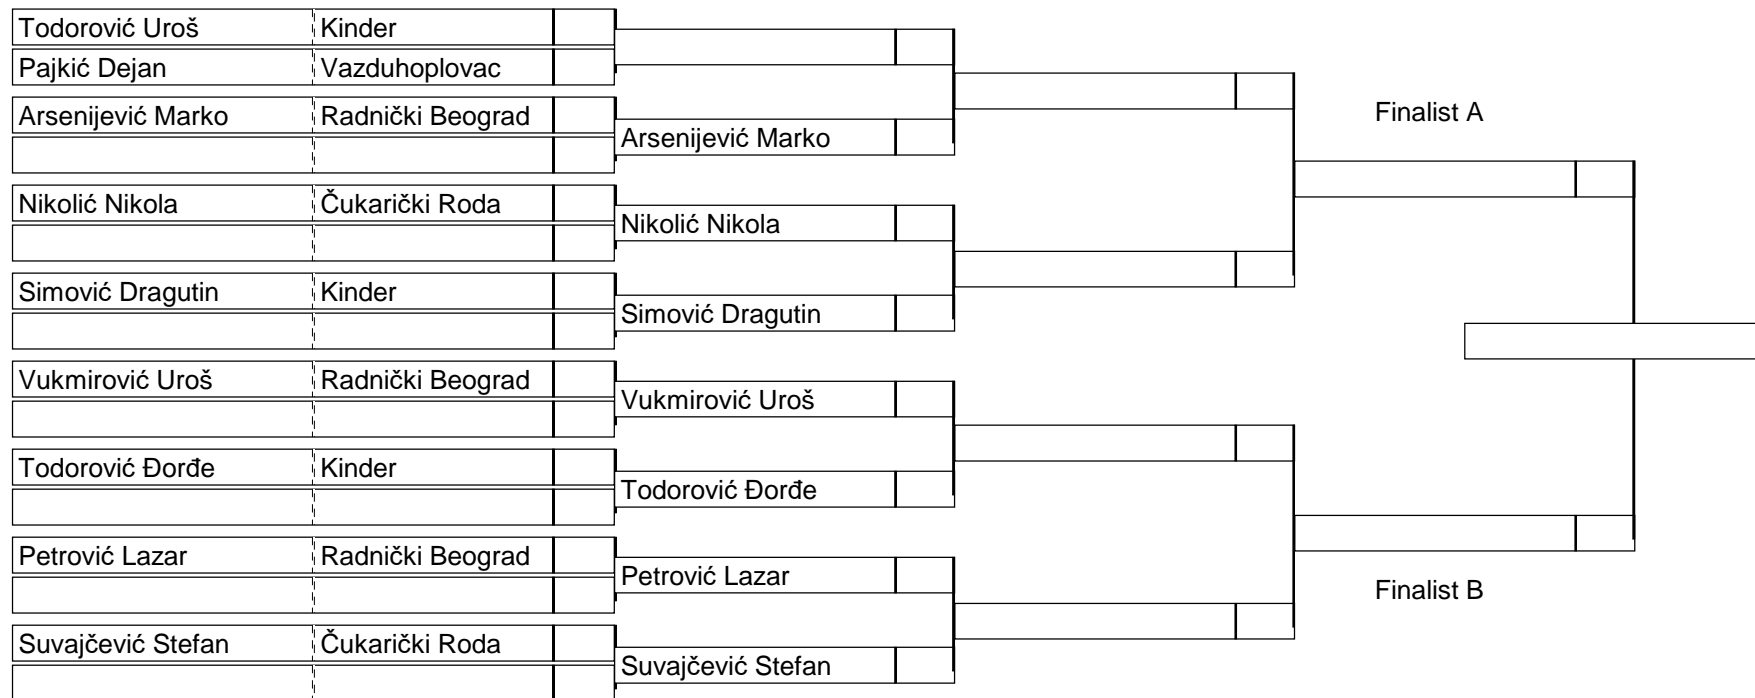 Todorović Uroš Kinder
Pajkić Dejan Vazduhoplovac
Arsenijević Marko Radnički Beograd
Arsenijević Marko
Finalist A
Nikolić Nikola Čukarički Roda
Nikolić Nikola
Simović Dragutin Kinder
Simović Dragutin
Vukmirović Uroš Radnički Beograd
Vukmirović Uroš
Todorović Đorđe Kinder
Todorović Đorđe
Petrović Lazar Radnički Beograd
Petrović Lazar
Finalist B
Suvajčević Stefan Čukarički Roda
Suvajčević Stefan